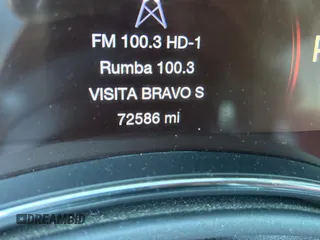 FM 100.3 HD-1
Rumba 100.3
VISITA BRAVO S
72586 mi
DREAMBID